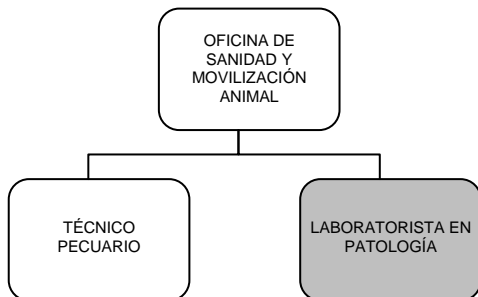 OFICINA DE
SANIDAD Y
MOVILIZACIÓN
ANIMAL
TÉCNICO
PECUARIO
LABORATORISTA EN
PATOLOGÍA